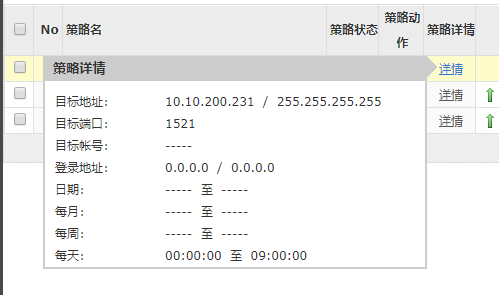 No 策略名 策略状态 策略动作 策略详情
策略详情 详情
目标地址: 10.10.200.231 / 255.255.255.255
目标端口: 1521 详情
目标帐号: -----
详情
登录地址: 0.0.0.0 / 0.0.0.0
日期: ----- 至 -----
每月: ----- 至 -----
每周: ----- 至 -----
每天: 00:00:00 至 09:00:00